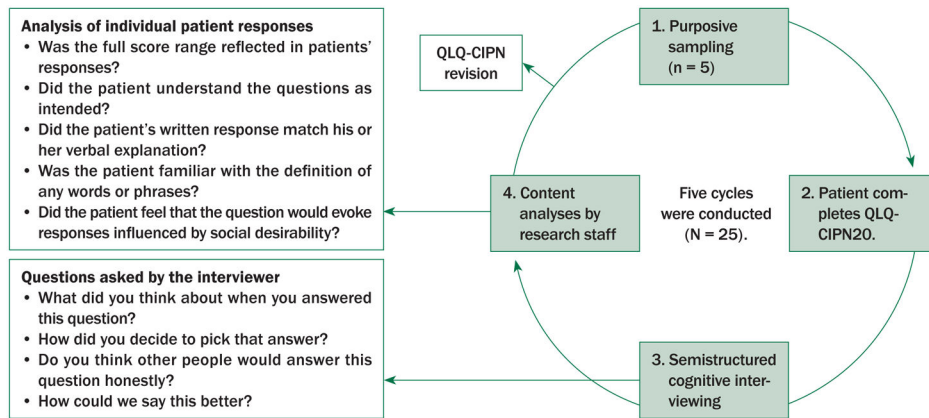 Analysis of individual patient responses
• Was the full score range reflected in patients'
responses?
• Did the patient understand the questions as
intended?
• Did the patient's written response match his or
her verbal explanation?
• Was the patient familiar with the definition of
any words or phrases?
• Did the patient feel that the question would evoke
responses influenced by social desirability?
Questions asked by the interviewer
• What did you think about when you answered
this question?
• How did you decide to pick that answer?
• Do you think other people would answer this
question honestly?
• How could we say this better?
QLQ-CIPN
revision
1. Purposive
sampling
(n = 5)
2. Patient com-
pletes QLQ-
CIPN20.
3. Semistructured
cognitive inter-
viewing
4. Content
analyses by
research staff
Five cycles
were conducted
(N = 25).